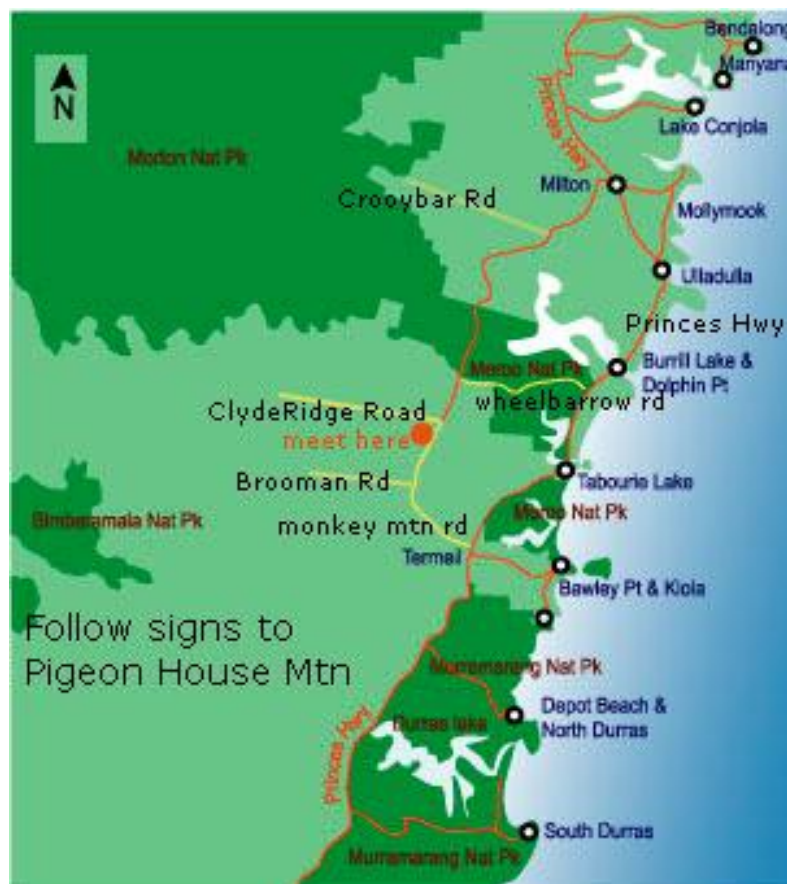 Bendalong
Manyana
N
Princes Hwy
Lake Conjola
Morton Nat Pk
Milton
Crooybar Rd
Mollymook
Ulladulla
Princes Hwy
Meroo Nat Pk
Burrill Lake &
Dolphin Pt
wheelbarrow rd
ClydeRidge Road
meet here
Brooman Rd
Tabourie Lake
Meroo Nat Pk
Bimberamala Nat Pk
monkey mtn rd
Termeil
Bawley Pt & Kiola
Follow signs to
Pigeon House Mtn
Murramarang Nat Pk
Depot Beach &
North Durras
Durras lake
Princes Hwy
South Durras
Murramarang Nat Pk